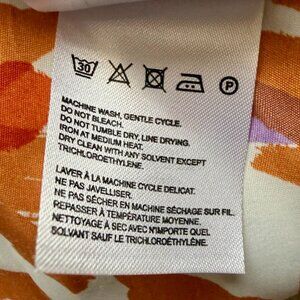 30 P
MACHINE WASH, GENTLE CYCLE.
DO NOT BLEACH.
DO NOT TUMBLE DRY, LINE DRYING.
IRON AT MEDIUM HEAT.
DRY CLEAN WITH ANY SOLVENT EXCEPT
TRICHLOROETHYLENE.
LAVER À LA MACHINE CYCLE DELICAT.
NE PAS JAVELLISER.
NE PAS SÉCHER EN MACHINE SÉCHAGE SUR FIL.
REPASSER À TEMPÉRATURE MOYENNE.
NETTOYAGE À SEC AVEC N'IMPORTE QUEL
SOLVANT SAUF LE TRICHLOROÉTHYLÈNE.